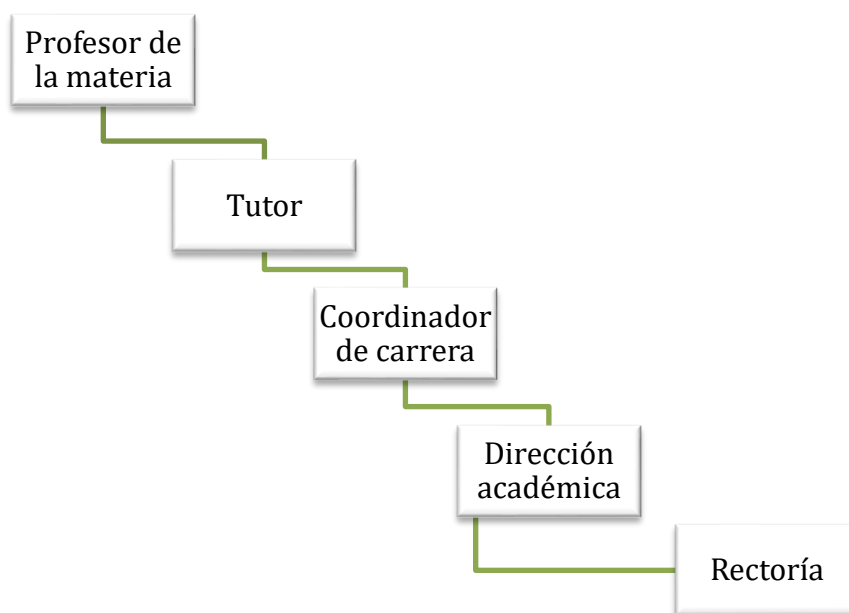 Profesor de
la materia
Tutor
Coordinador
de carrera
Dirección
académica
Rectoría